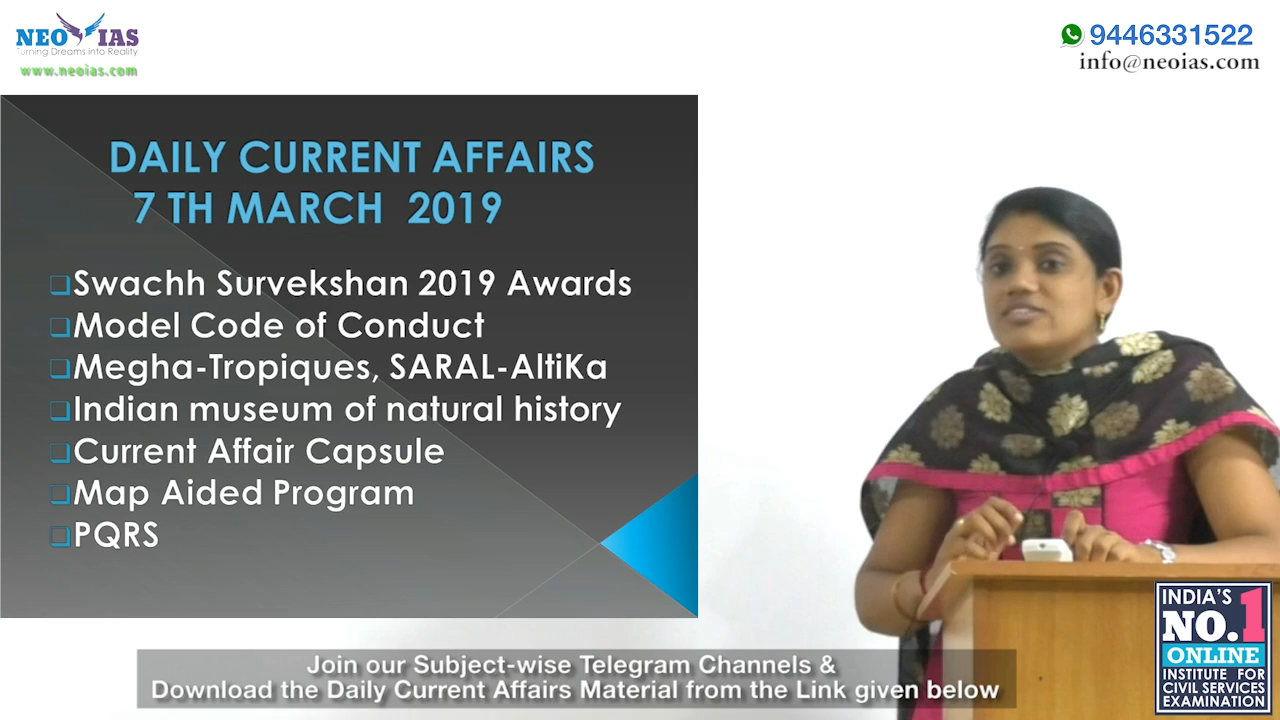 NEO IAS
Turning Dreams into Reality
www.neoias.com
9446331522
info@neoias.com
DAILY CURRENT AFFAIRS
7 TH MARCH 2019
Swachh Survekshan 2019 Awards
Model Code of Conduct
Megha-Tropiques, SARAL-AltiKa
Indian museum of natural history
Current Affair Capsule
Map Aided Program
PQRS
INDIA'S
NO.1
ONLINE
INSTITUTE FOR
CIVIL SERVICES
EXAMINATION
Join our Subject-wise Telegram Channels &
Download the Daily Current Affairs Material from the Link given below